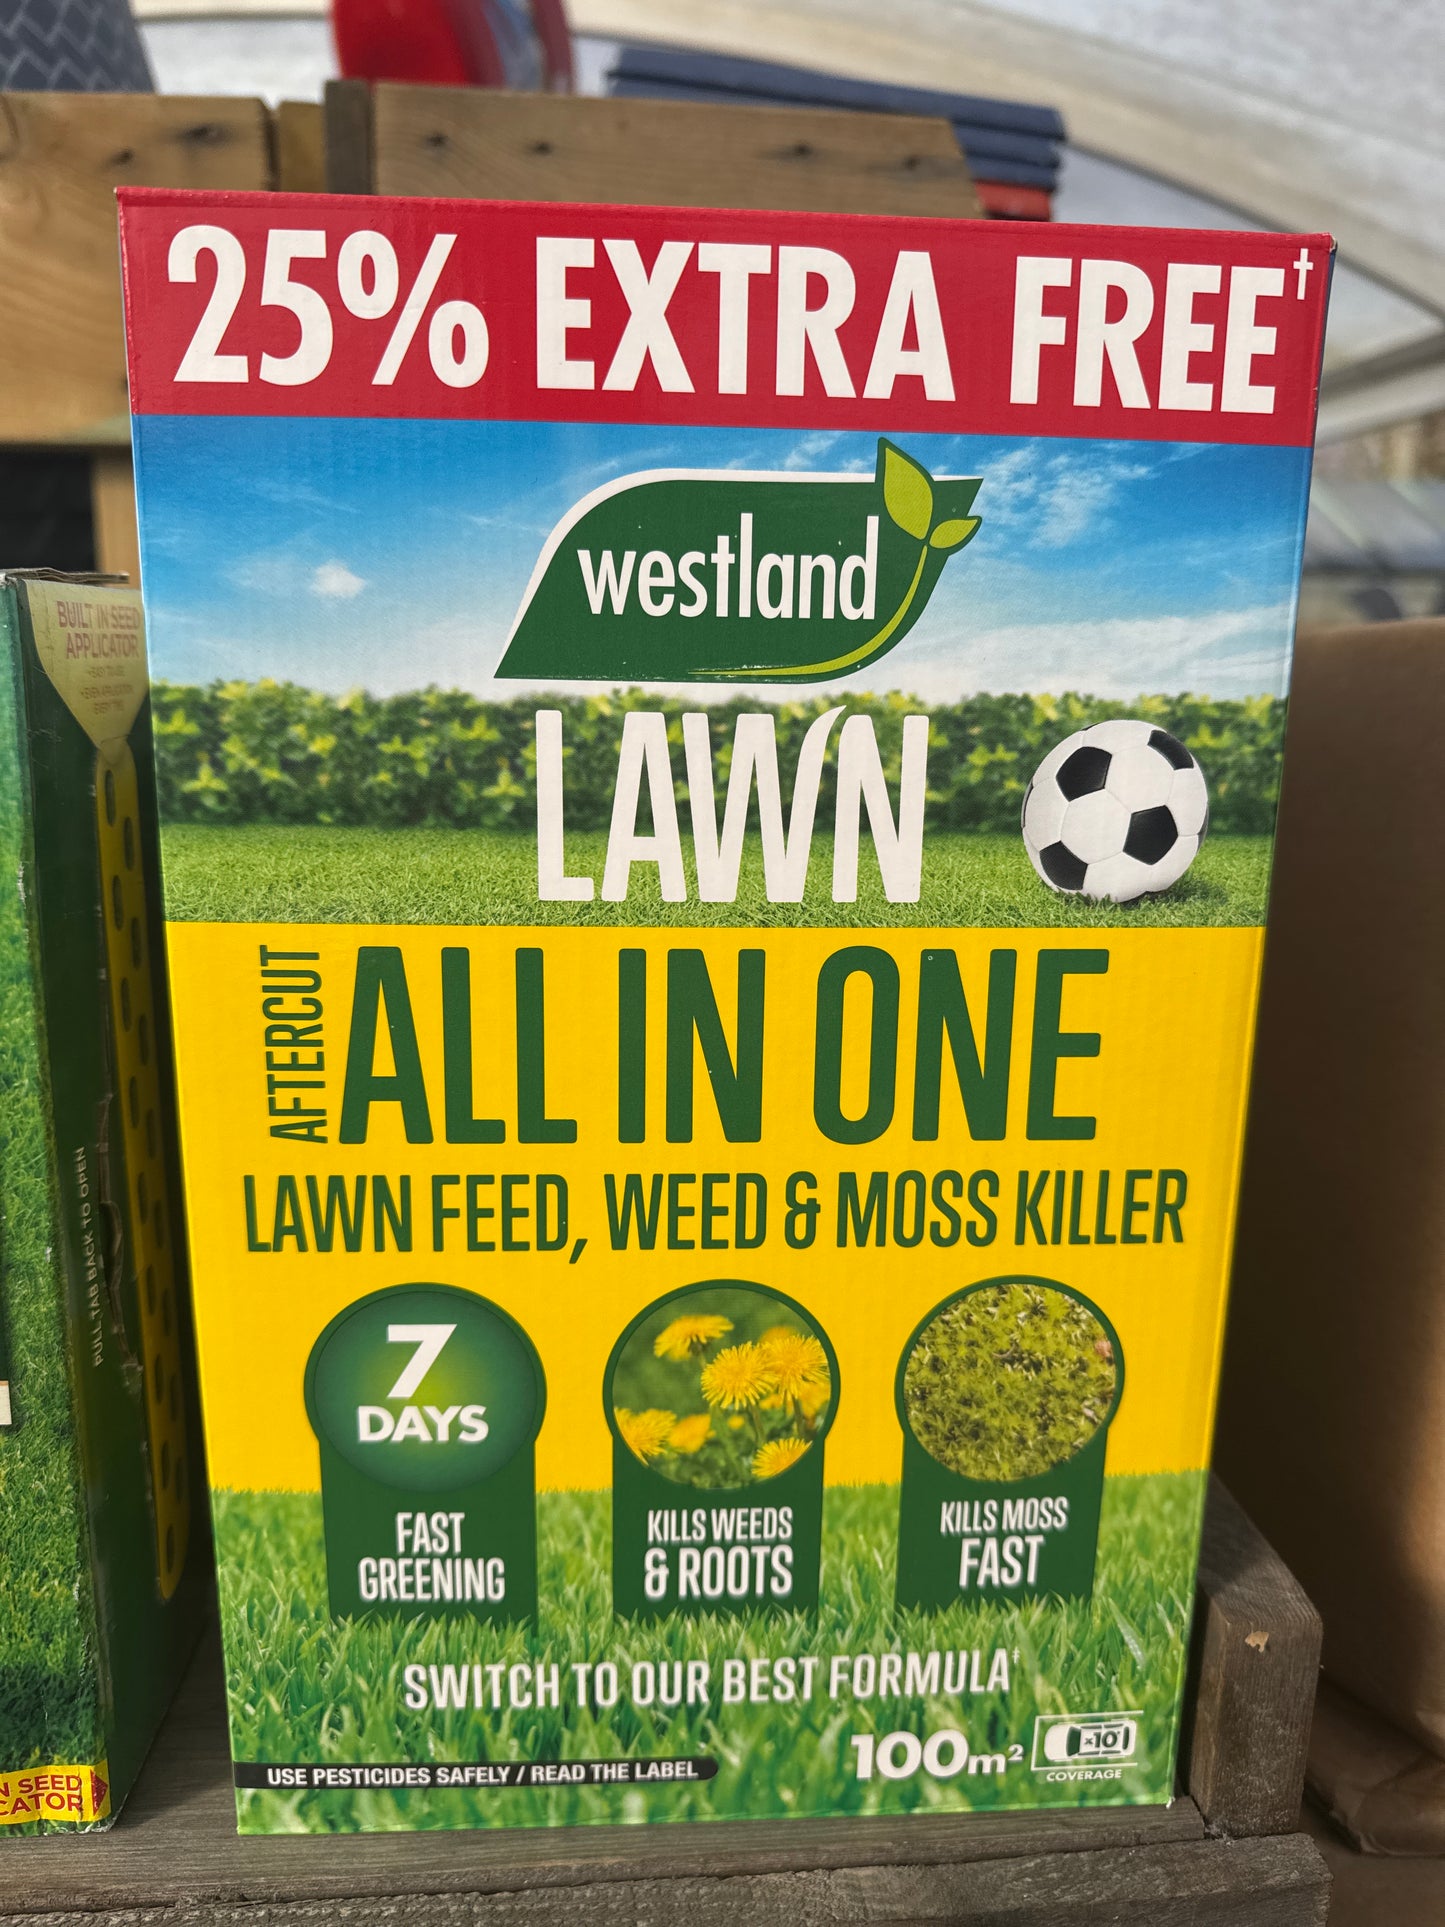 25% EXTRA FREE†
westland
LAWN
AFTERCUT
ALL IN ONE
LAWN FEED, WEED & MOSS KILLER
7
DAYS
FAST
GREENING
KILLS WEEDS
& ROOTS
KILLS MOSS
FAST
SWITCH TO OUR BEST FORMULA‡
USE PESTICIDES SAFELY / READ THE LABEL
100m²
x10*
COVERAGE
BUILT IN SEED
APPLICATOR
PULL TAB BACK TO OPEN
N SEED
CATOR